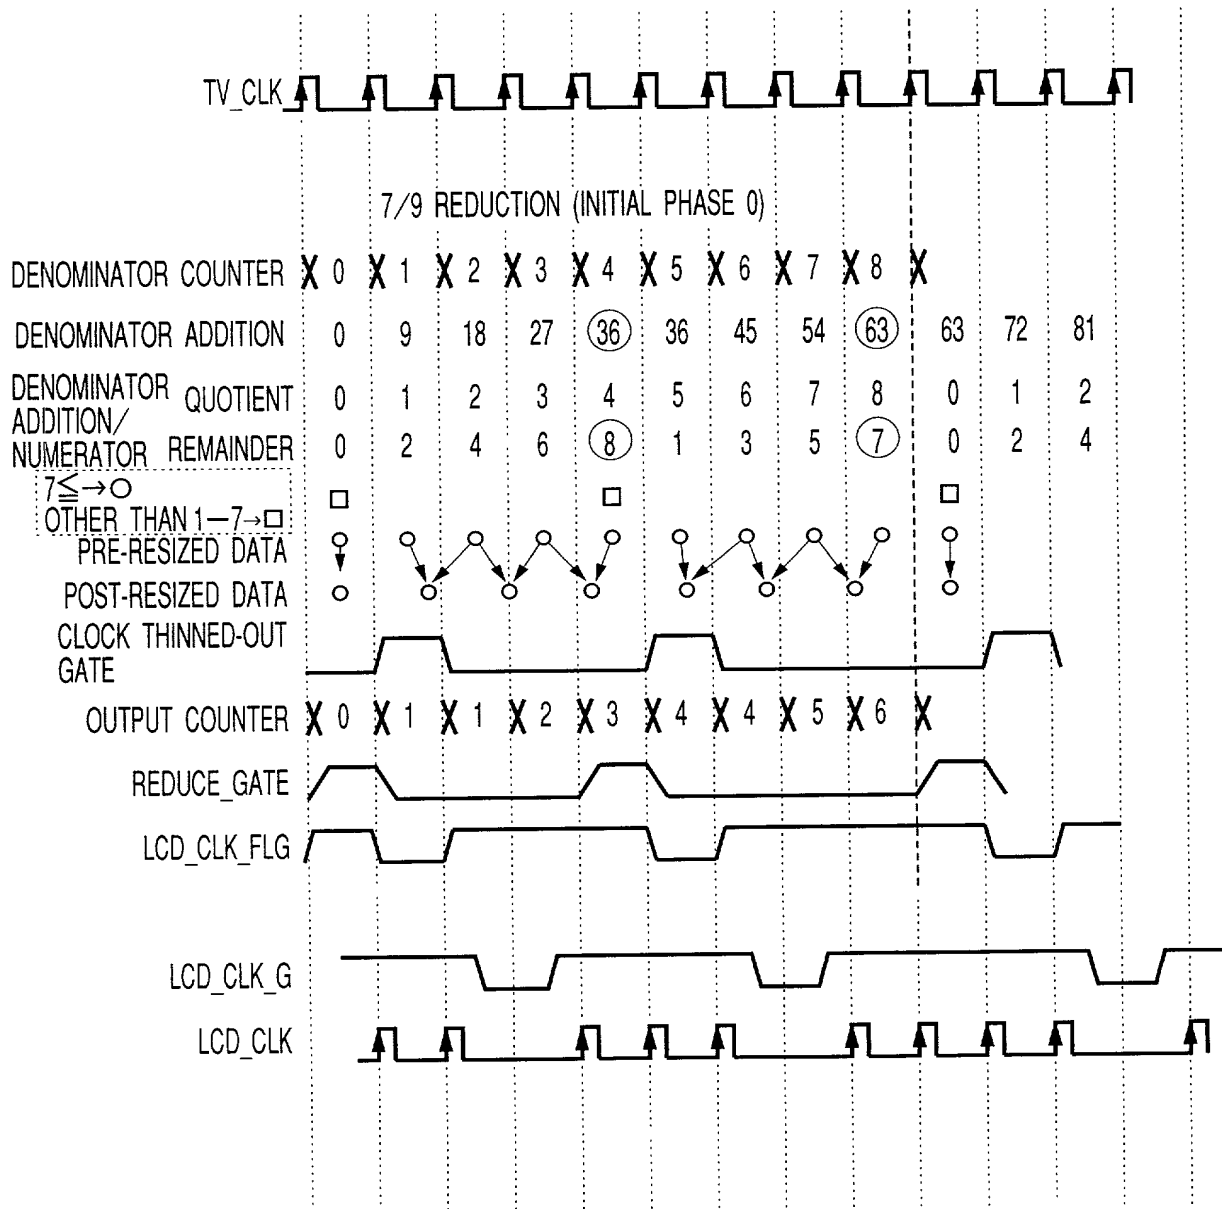 TV_CLK
7/9 REDUCTION (INITIAL PHASE 0)
DENOMINATOR COUNTER X 0 X 1 X 2 X 3 X 4 X 5 X 6 X 7 X 8 X
DENOMINATOR ADDITION 0 9 18 27 36 36 45 54 63 63 72 81
DENOMINATOR ADDITION/ NUMERATOR
QUOTIENT 0 1 2 3 4 5 6 7 8 0 1 2
REMAINDER 0 2 4 6 8 1 3 5 7 0 2 4
7≦→○
OTHER THAN 1—7→□
PRE-RESIZED DATA
POST-RESIZED DATA
CLOCK THINNED-OUT
GATE
OUTPUT COUNTER X 0 X 1 X 1 X 2 X 3 X 4 X 4 X 5 X 6 X
REDUCE_GATE
LCD_CLK_FLG
LCD_CLK_G
LCD_CLK